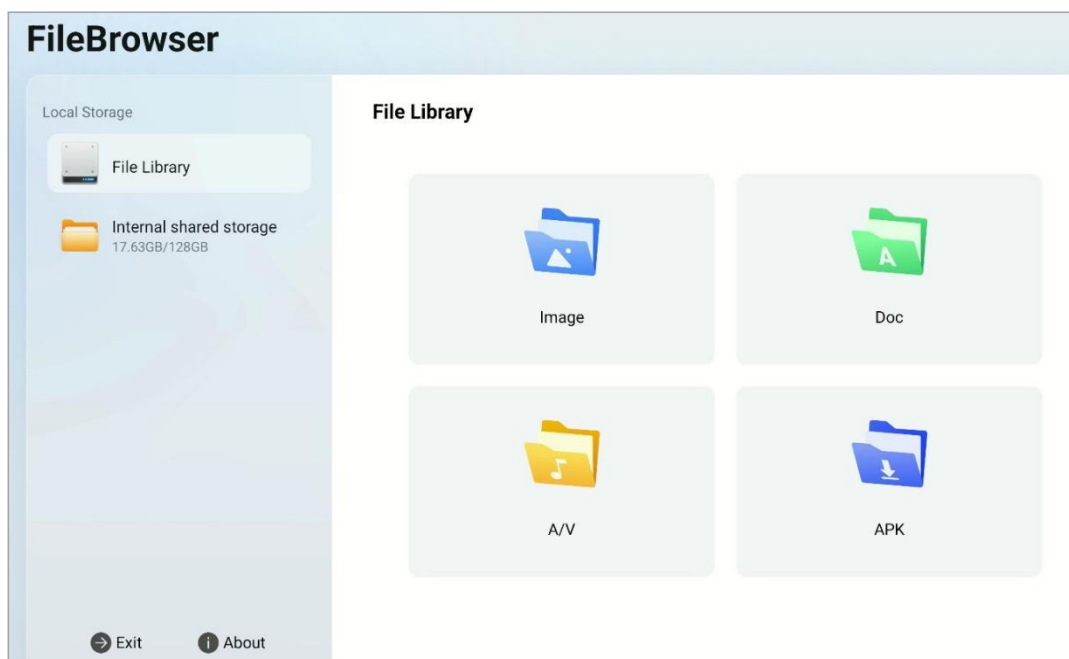 FileBrowser
Local Storage
File Library
Internal shared storage
17.63GB/128GB
Exit
About
File Library
Image
A
Doc
A/V
APK